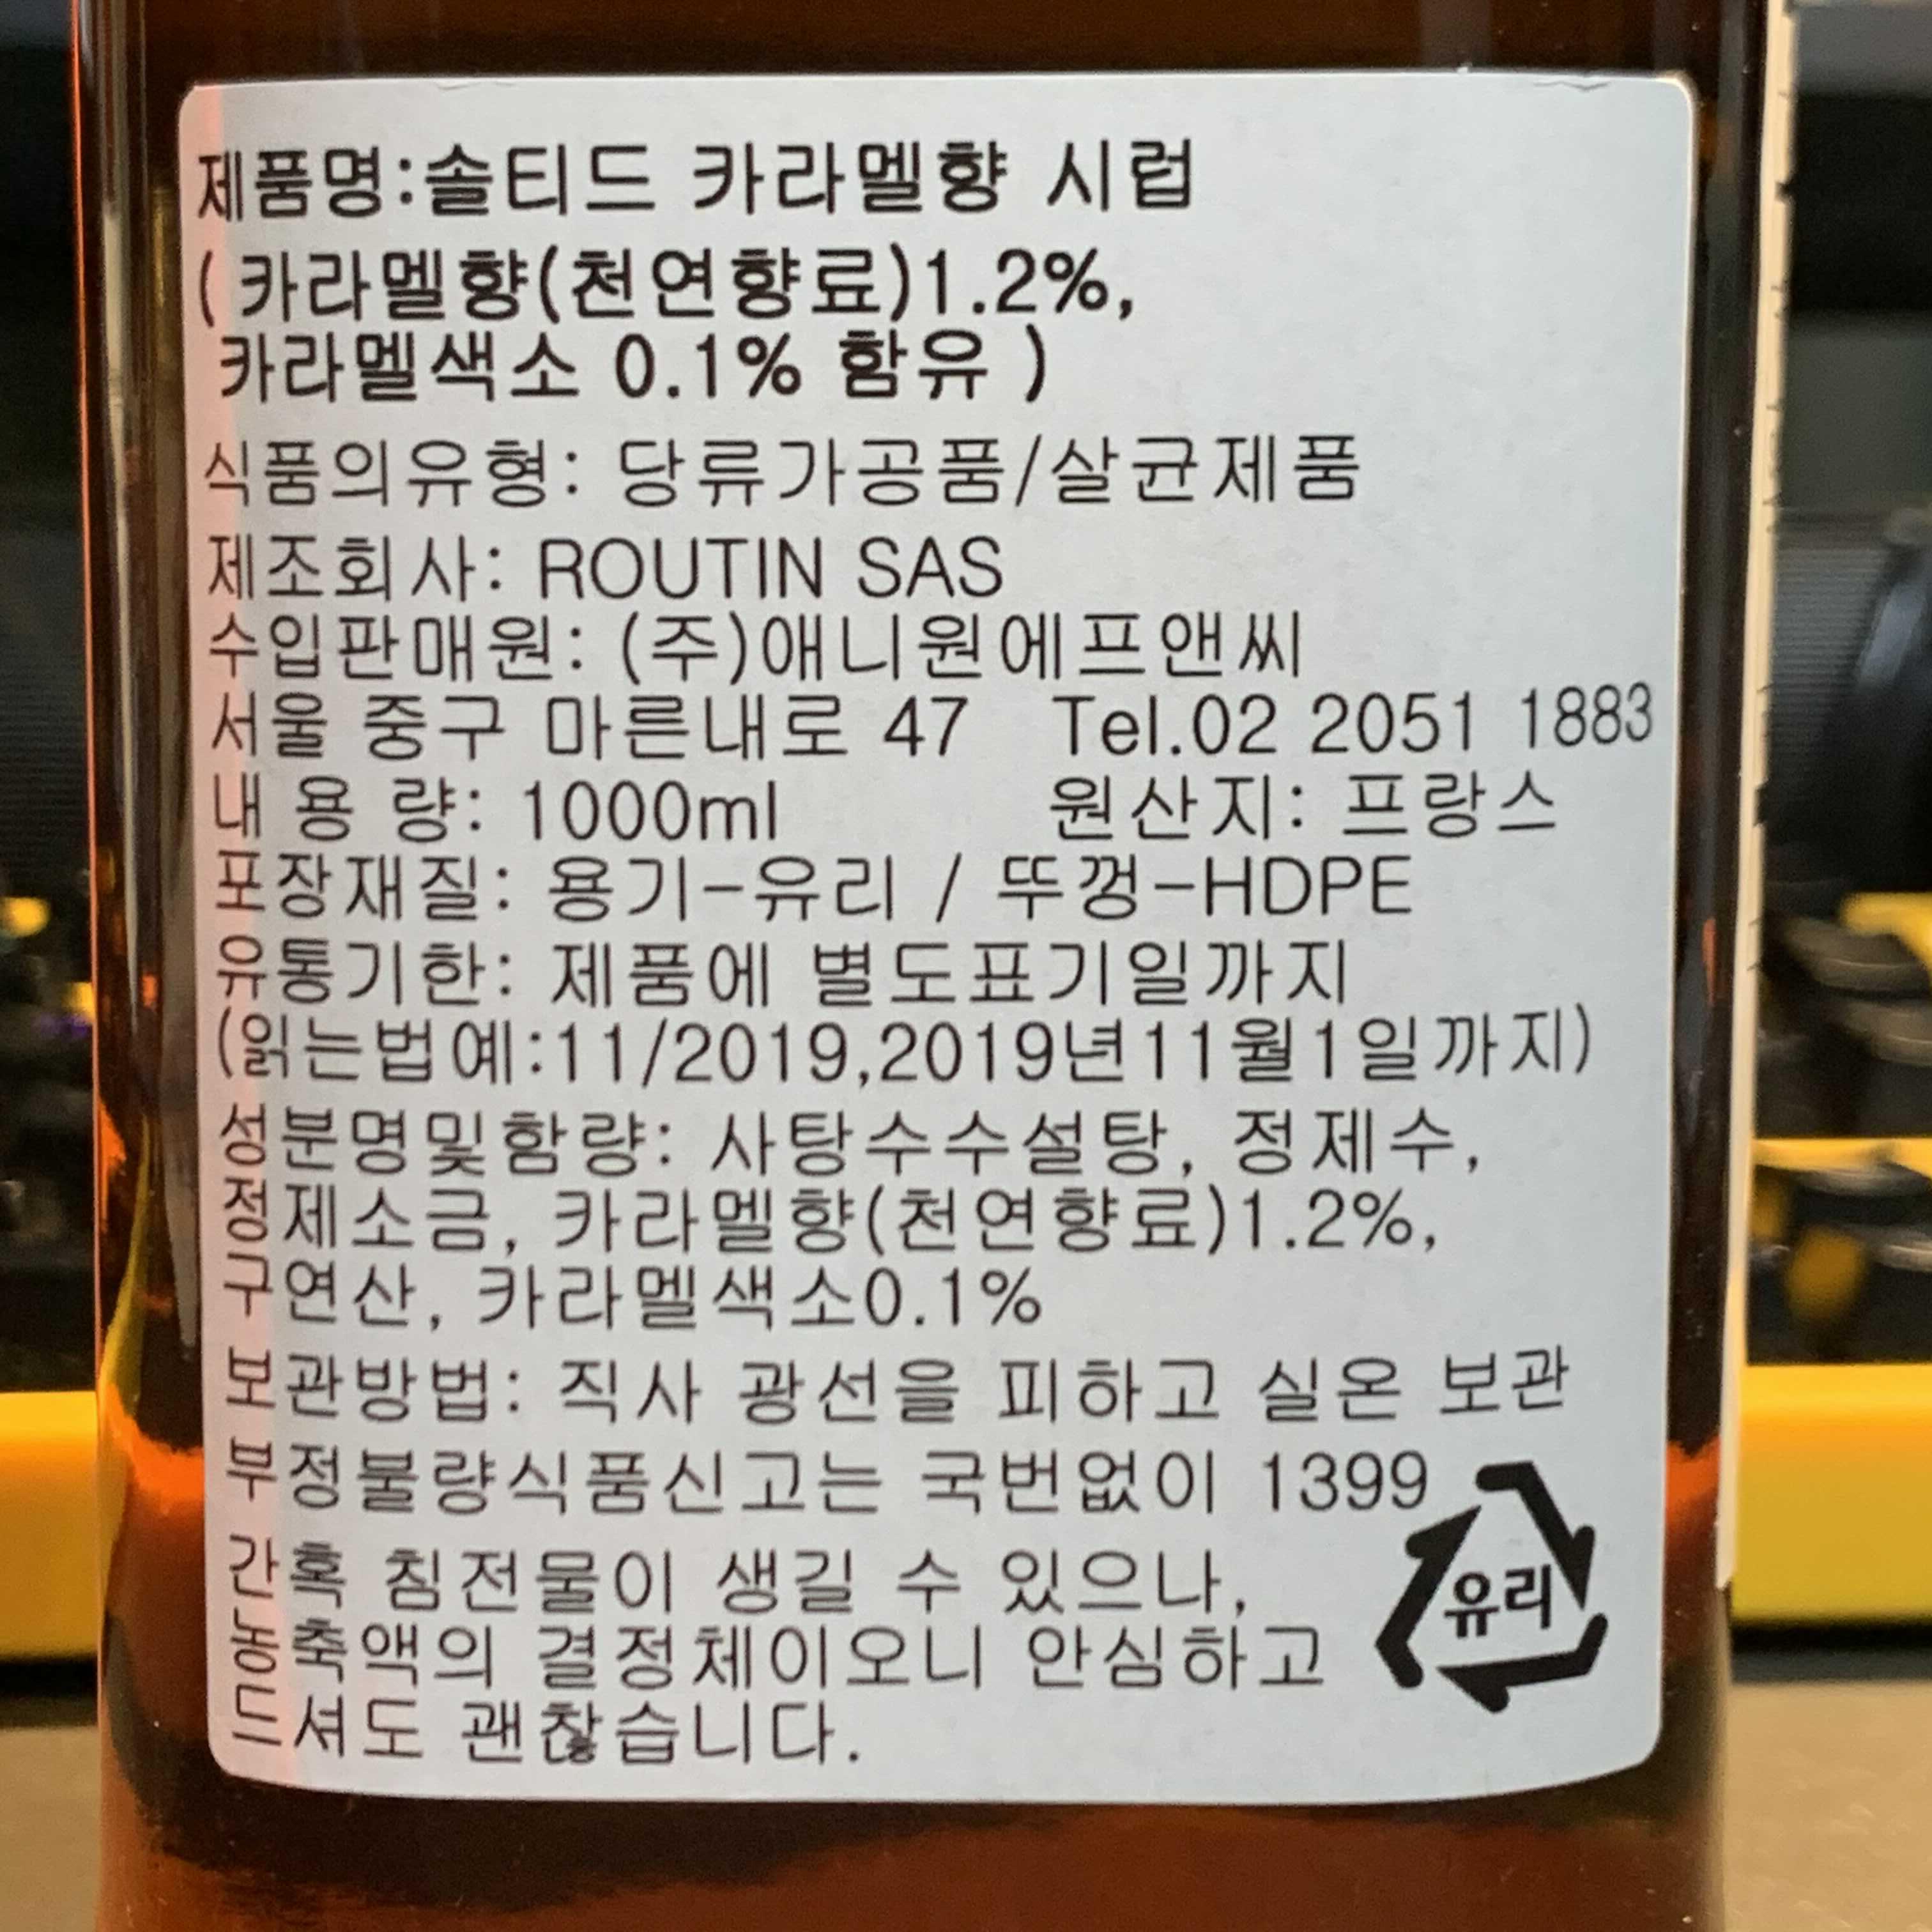 제품명:솔티드 카라멜향 시럽
( 카라멜향(천연향료)1.2%,
카라멜색소 0.1% 함유 )
식품의유형: 당류가공품/살균제품
제조회사: ROUTIN SAS
수입판매원: (주)애니원에프앤씨
서울 중구 마른내로 47 Tel.02 2051 1883
내 용 량: 1000ml 원산지: 프랑스
포장재질: 용기-유리 / 뚜껑-HDPE
유통기한: 제품에 별도표기일까지
(읽는법예:11/2019,2019년11월1일까지)
성분명및함량: 사탕수수설탕, 정제수,
정제소금, 카라멜향(천연향료)1.2%,
구연산, 카라멜색소0.1%
보관방법: 직사 광선을 피하고 실온 보관
부정불량식품신고는 국번없이 1399
간혹 침전물이 생길 수 있으나,
농축액의 결정체이오니 안심하고
드셔도 괜찮습니다.
유리